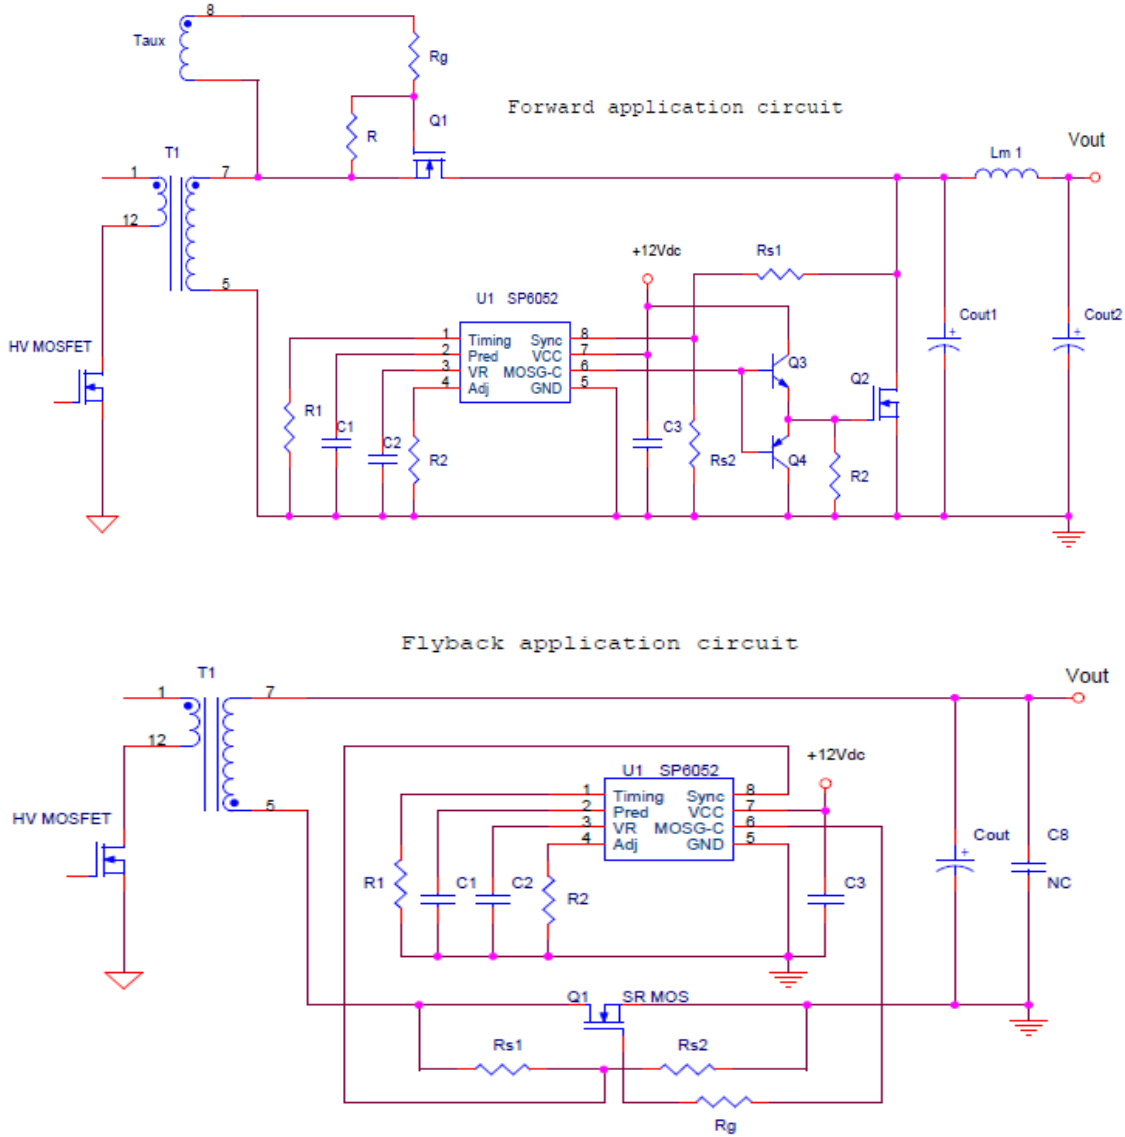 8
Taux
Rg
Forward application circuit
Q1
R
Vout
T1
Lm 1
1
7
12
+12Vdc
Rs1
5
U1 SP6052
Cout1
Cout2
HV MOSFET
1 Timing Sync 8
2 Pred VCC 7
3 VR MOSG-C 6
4 Adj GND 5
Q3
Q2
R1
C1
C2
R2
C3
Rs2
Q4
R2
Flyback application circuit
T1
Vout
1
7
12
+12Vdc
U1 SP6052
5
HV MOSFET
1 Timing Sync 8
2 Pred VCC 7
3 VR MOSG-C 6
4 Adj GND 5
Cout
C8
R1
C1
C2
R2
C3
NC
Q1
SR MOS
Rs1
Rs2
Rg